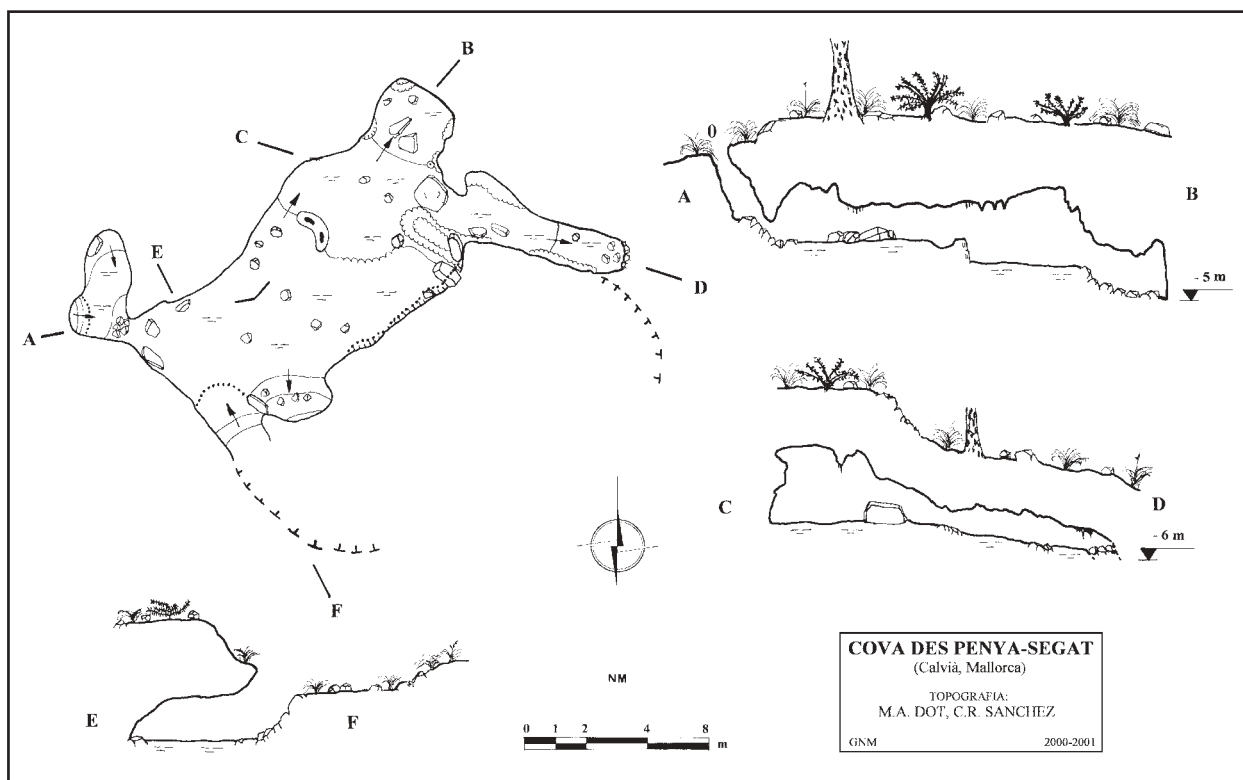 B
C
E
A
D
F
0
A
B
- 5 m
C
D
- 6 m
E
F
NM
0 1 2 4 6 8
m
COVA DES PENYA-SEGAT
(Calvià, Mallorca)
TOPOGRAFIA:
M.A. DOT, C.R. SANCHEZ
GNM 2000-2001